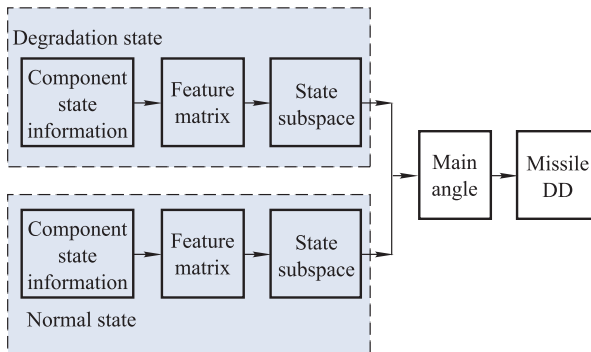 Degradation state
Component
state
information
Feature
matrix
State
subspace
Main
angle
Missile
DD
Component
state
information
Feature
matrix
State
subspace
Normal state